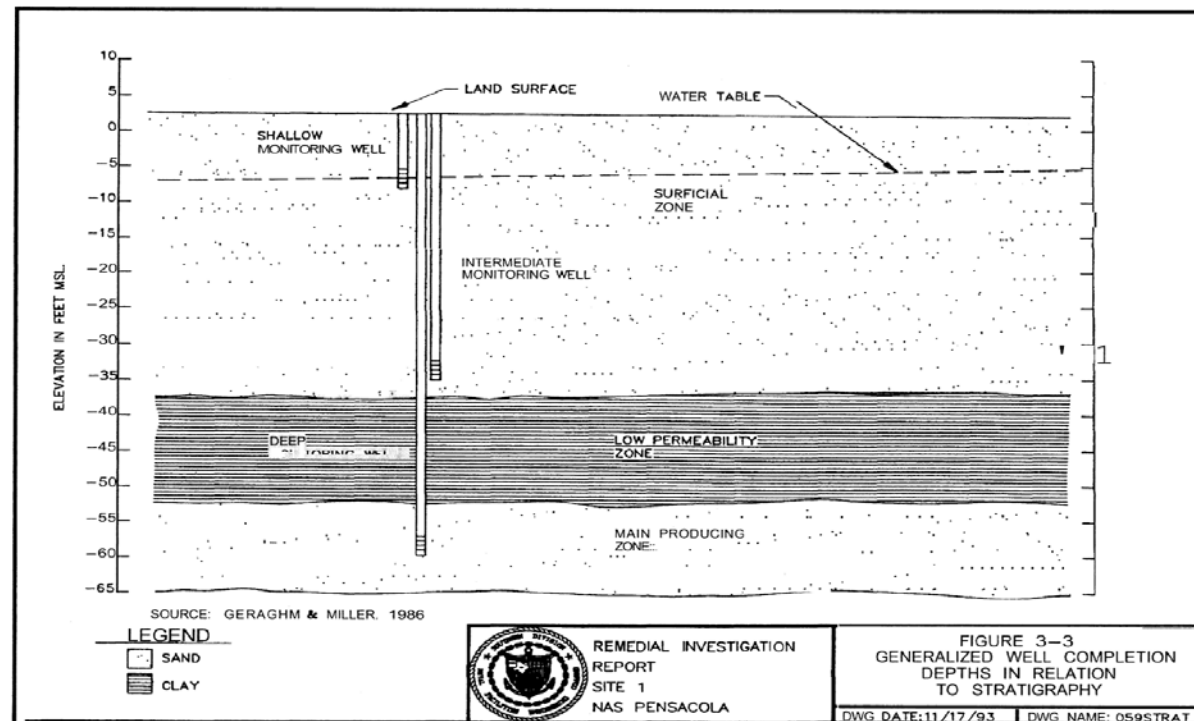 10
5
0
−5
−10
−15
−20
−25
−30
−35
−40
−45
−50
−55
−60
−65
ELEVATION IN FEET MSL.
LAND SURFACE
WATER TABLE
SHALLOW
MONITORING WELL
SURFICIAL
ZONE
INTERMEDIATE
MONITORING WELL
1
DEEP
LOW PERMEABILITY
ZONE
MAIN PRODUCING
ZONE
SOURCE: GERAGHM & MILLER. 1986
LEGEND
SAND
CLAY
REMEDIAL INVESTIGATION
REPORT
SITE 1
NAS PENSACOLA
FIGURE 3−3
GENERALIZED WELL COMPLETION
DEPTHS IN RELATION
TO STRATIGRAPHY
DWG DATE:11/17/93
DWG NAME: 059STRAT